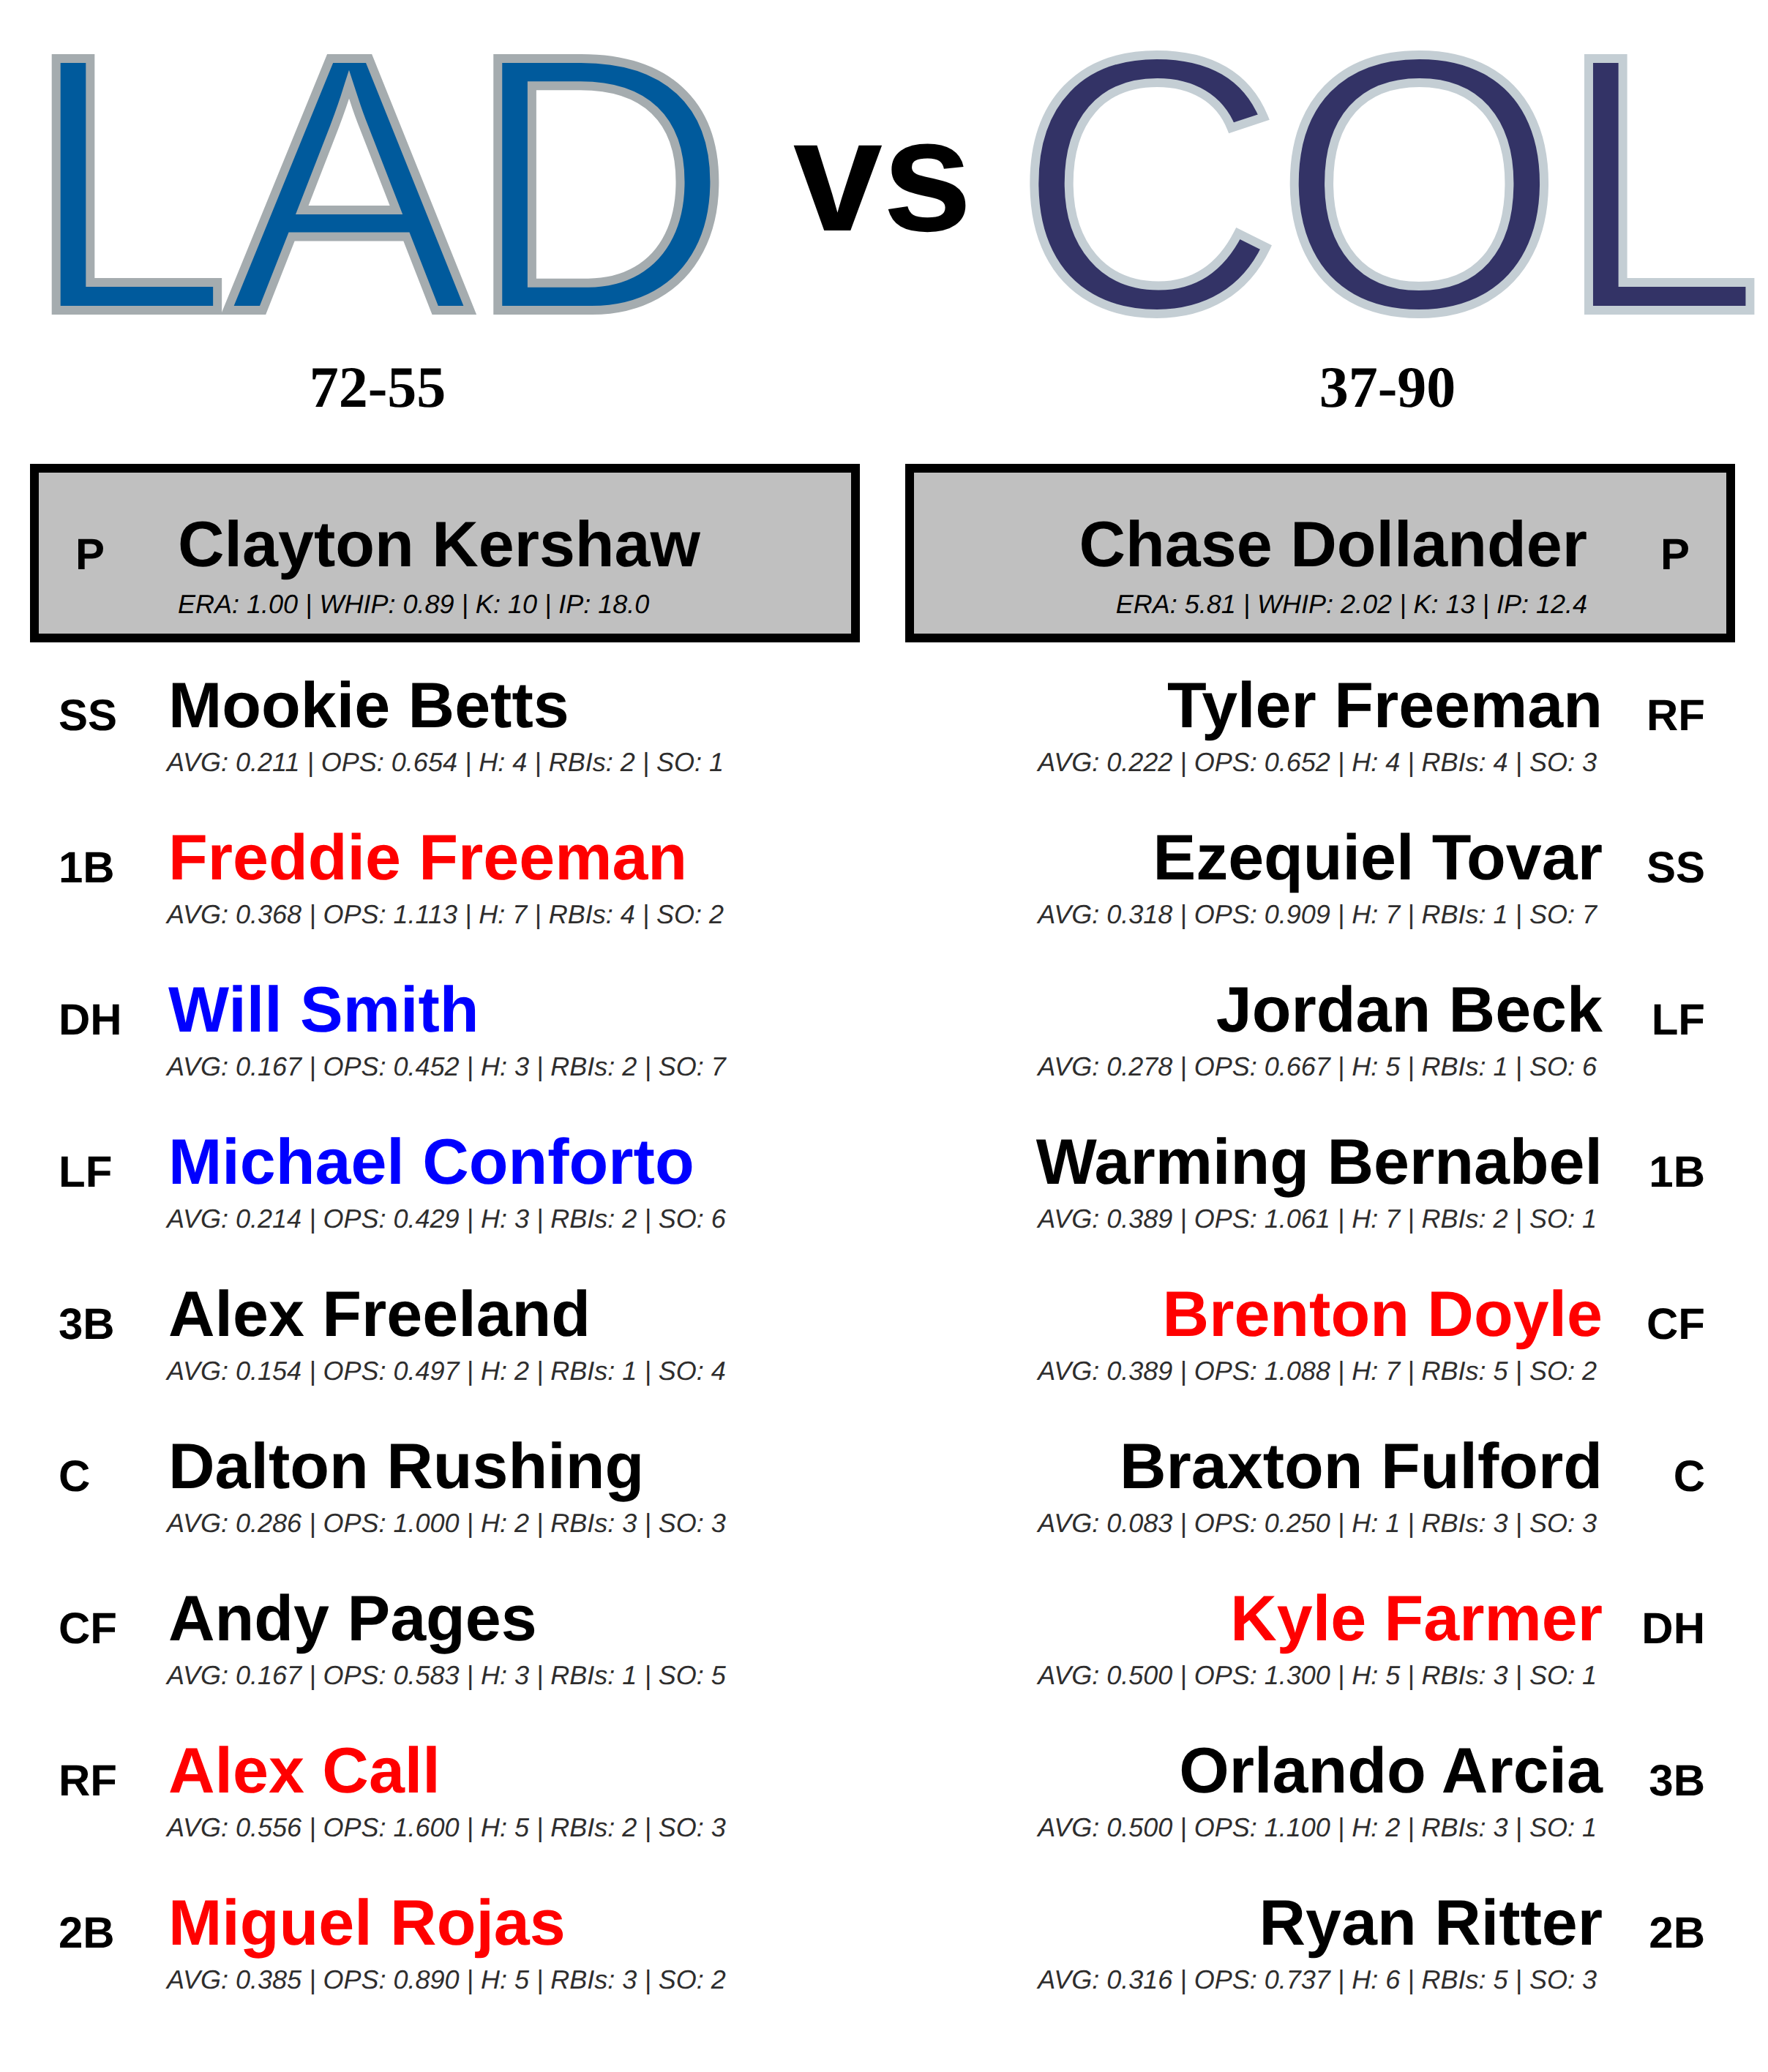 LAD vs COL
72-55
37-90
P Clayton Kershaw
ERA: 1.00 | WHIP: 0.89 | K: 10 | IP: 18.0
Chase Dollander P
ERA: 5.81 | WHIP: 2.02 | K: 13 | IP: 12.4
SS Mookie Betts
AVG: 0.211 | OPS: 0.654 | H: 4 | RBIs: 2 | SO: 1
1B Freddie Freeman
AVG: 0.368 | OPS: 1.113 | H: 7 | RBIs: 4 | SO: 2
DH Will Smith
AVG: 0.167 | OPS: 0.452 | H: 3 | RBIs: 2 | SO: 7
LF Michael Conforto
AVG: 0.214 | OPS: 0.429 | H: 3 | RBIs: 2 | SO: 6
3B Alex Freeland
AVG: 0.154 | OPS: 0.497 | H: 2 | RBIs: 1 | SO: 4
C Dalton Rushing
AVG: 0.286 | OPS: 1.000 | H: 2 | RBIs: 3 | SO: 3
CF Andy Pages
AVG: 0.167 | OPS: 0.583 | H: 3 | RBIs: 1 | SO: 5
RF Alex Call
AVG: 0.556 | OPS: 1.600 | H: 5 | RBIs: 2 | SO: 3
2B Miguel Rojas
AVG: 0.385 | OPS: 0.890 | H: 5 | RBIs: 3 | SO: 2
Tyler Freeman RF
AVG: 0.222 | OPS: 0.652 | H: 4 | RBIs: 4 | SO: 3
Ezequiel Tovar SS
AVG: 0.318 | OPS: 0.909 | H: 7 | RBIs: 1 | SO: 7
Jordan Beck LF
AVG: 0.278 | OPS: 0.667 | H: 5 | RBIs: 1 | SO: 6
Warming Bernabel 1B
AVG: 0.389 | OPS: 1.061 | H: 7 | RBIs: 2 | SO: 1
Brenton Doyle CF
AVG: 0.389 | OPS: 1.088 | H: 7 | RBIs: 5 | SO: 2
Braxton Fulford C
AVG: 0.083 | OPS: 0.250 | H: 1 | RBIs: 3 | SO: 3
Kyle Farmer DH
AVG: 0.500 | OPS: 1.300 | H: 5 | RBIs: 3 | SO: 1
Orlando Arcia 3B
AVG: 0.500 | OPS: 1.100 | H: 2 | RBIs: 3 | SO: 1
Ryan Ritter 2B
AVG: 0.316 | OPS: 0.737 | H: 6 | RBIs: 5 | SO: 3